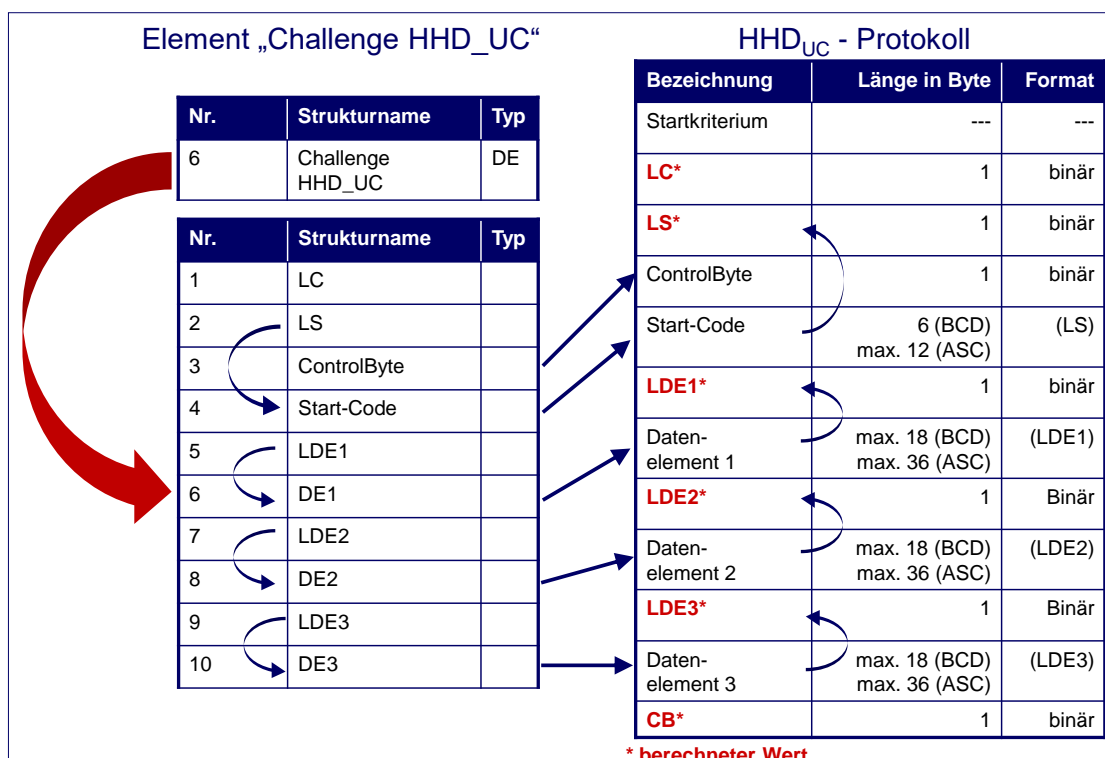 Element „Challenge HHD_UC“
HHDUC - Protokoll
Nr. Strukturname Typ
6 Challenge DE
HHD_UC
Nr. Strukturname Typ
1 LC
2 LS
3 ControlByte
4 Start-Code
5 LDE1
6 DE1
7 LDE2
8 DE2
9 LDE3
10 DE3
Bezeichnung Länge in Byte Format
Startkriterium --- ---
LC* 1 binär
LS* 1 binär
ControlByte 1 binär
Start-Code 6 (BCD) (LS)
max. 12 (ASC)
LDE1* 1 binär
Daten- max. 18 (BCD) (LDE1)
element 1 max. 36 (ASC)
LDE2* 1 Binär
Daten- max. 18 (BCD) (LDE2)
element 2 max. 36 (ASC)
LDE3* 1 Binär
Daten- max. 18 (BCD) (LDE3)
element 3 max. 36 (ASC)
CB* 1 binär
* berechneter Wert